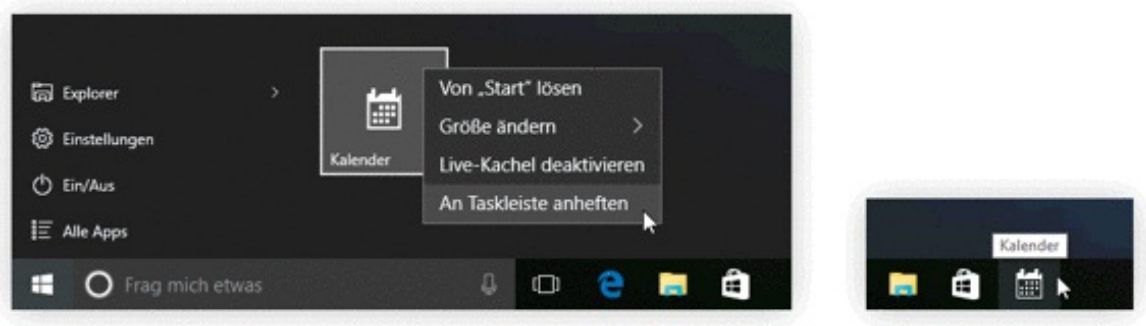 Explorer
Einstellungen
Ein/Aus
Alle Apps
Kalender
Von „Start“ lösen
Größe ändern
Live-Kachel deaktivieren
An Taskleiste anheften
Frag mich etwas
Kalender